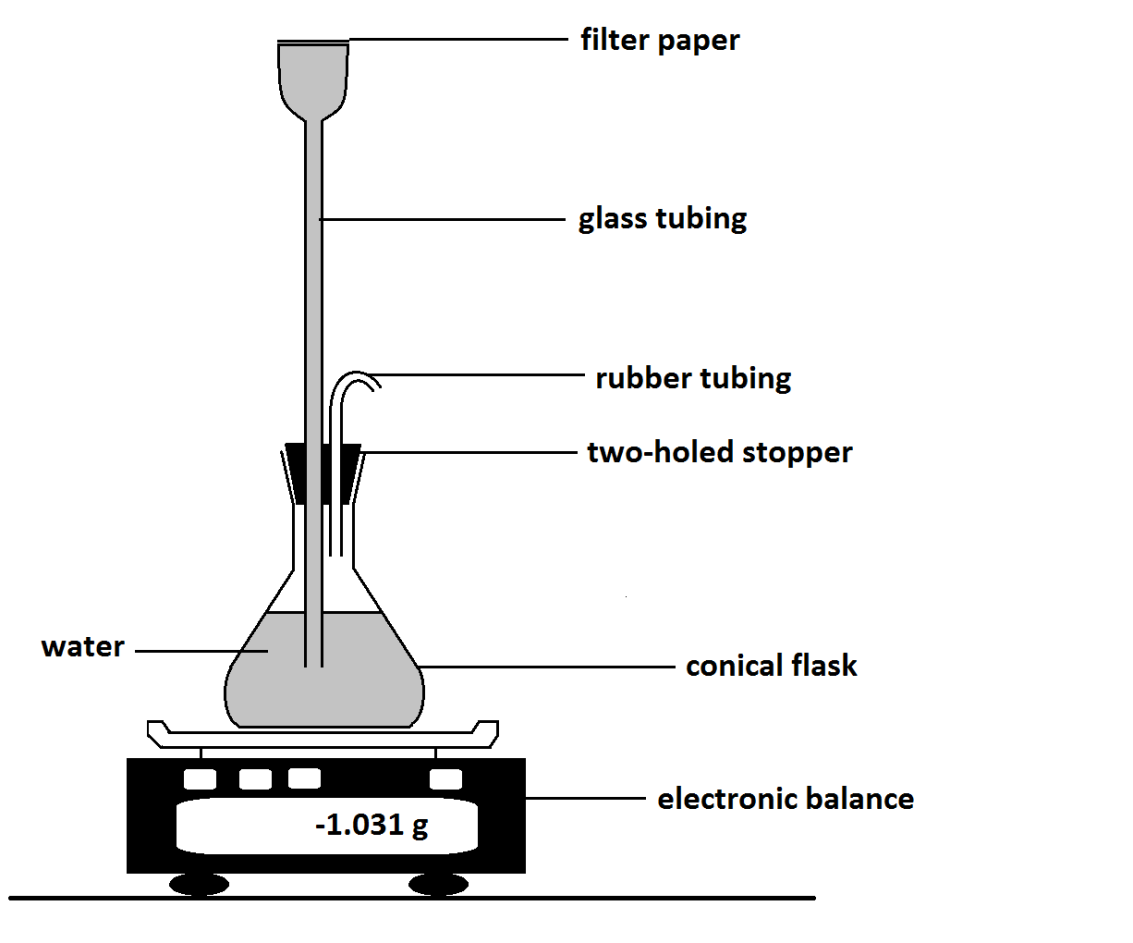 filter paper
glass tubing
rubber tubing
two-holed stopper
water
conical flask
electronic balance
-1.031 g